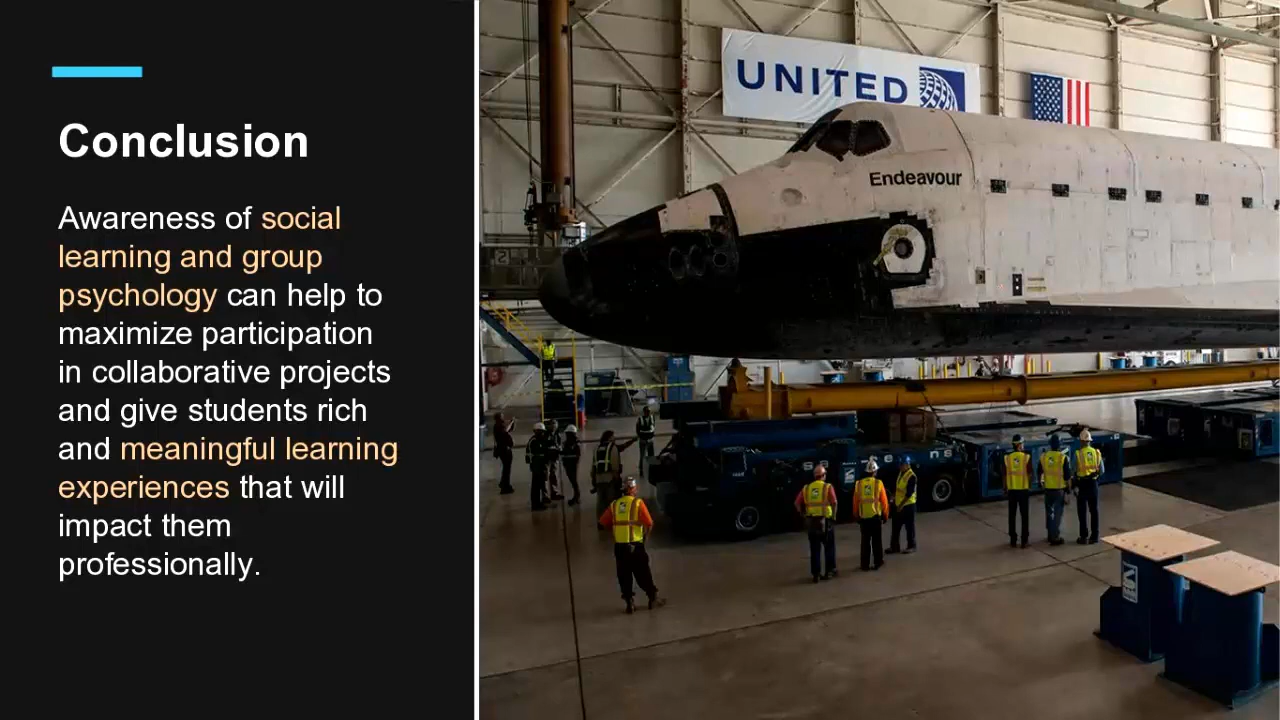 Conclusion
Awareness of social
learning and group
psychology can help to
maximize participation
in collaborative projects
and give students rich
and meaningful learning
experiences that will
impact them
professionally.
UNITED
Endeavour